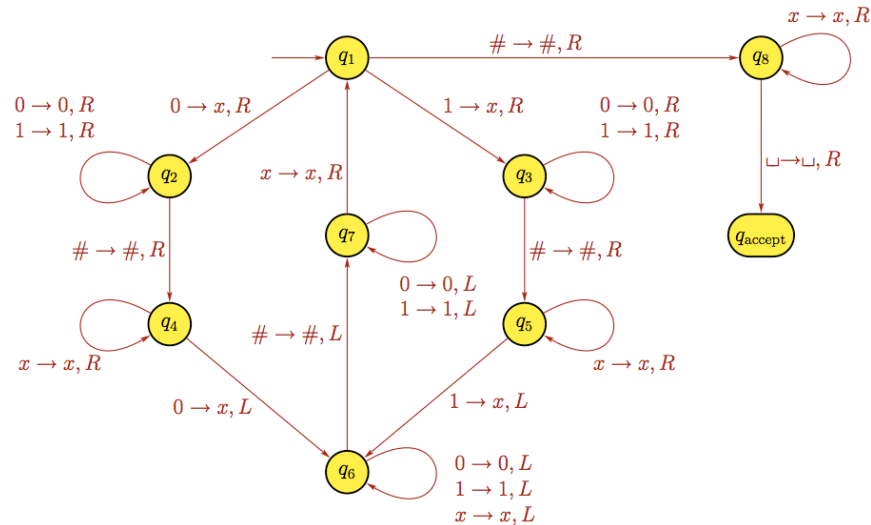 x → x, R
# → #, R
q₁
q₈
0 → 0, R
1 → 1, R
0 → x, R
1 → x, R
0 → 0, R
1 → 1, R
q₂
x → x, R
q₃
␣→␣, R
q₇
q_accept
# → #, R
# → #, R
0 → 0, L
1 → 1, L
q₄
# → #, L
q₅
x → x, R
x → x, R
0 → x, L
1 → x, L
q₆
0 → 0, L
1 → 1, L
x → x, L